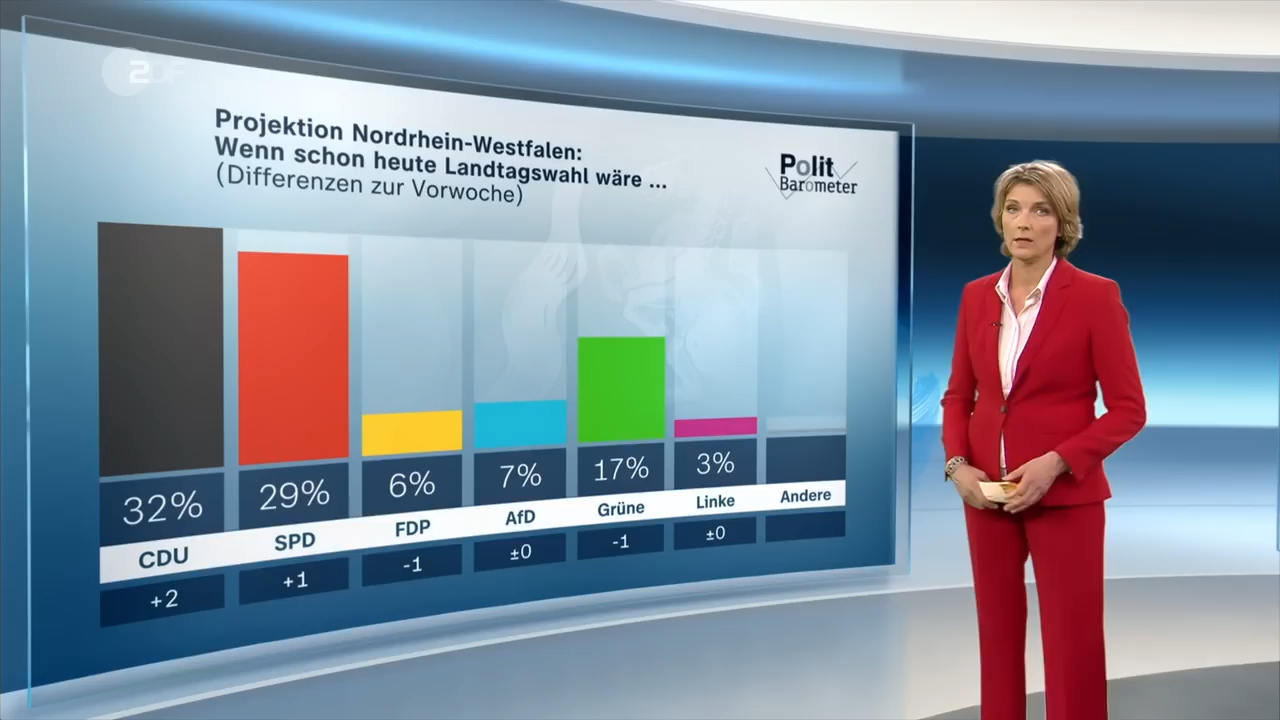 ZDF
Projektion Nordrhein-Westfalen:
Wenn schon heute Landtagswahl wäre ...
(Differenzen zur Vorwoche)
Polit
Barometer
32% 29% 6% 7% 17% 3%
CDU SPD FDP AfD Grüne Linke Andere
+2 +1 -1 ±0 -1 ±0